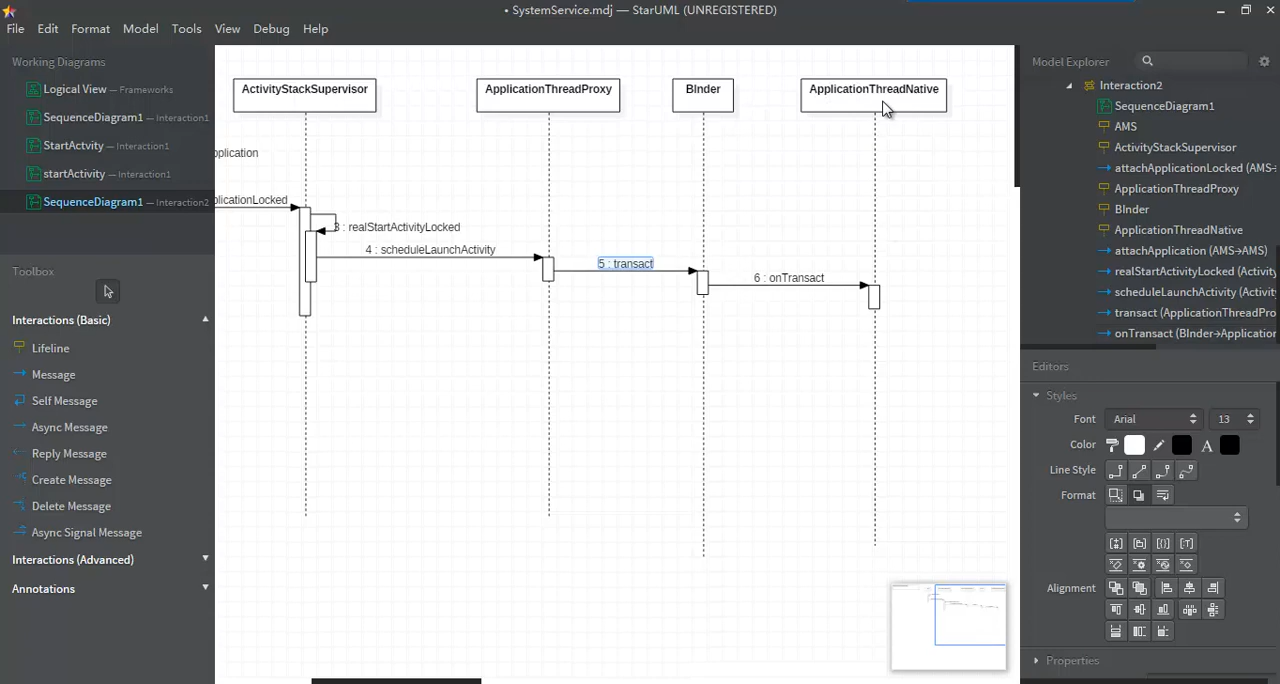 • SystemService.mdj — StarUML (UNREGISTERED)
File Edit Format Model Tools View Debug Help
Working Diagrams
Logical View — Frameworks
SequenceDiagram1 — Interaction1
StartActvity — Interaction1
startActivity — Interaction1
SequenceDiagram1 — Interaction2
Toolbox
Interactions (Basic)
Lifeline
Message
Self Message
Async Message
Reply Message
Create Message
Delete Message
Async Signal Message
Interactions (Advanced)
Annotations
ActivityStackSupervisor
ApplicationThreadProxy
BInder
ApplicationThreadNative
pplication
plicationLocked
3 : realStartActivityLocked
4 : scheduleLaunchActivity
5 : transact
6 : onTransact
Model Explorer
Interaction2
SequenceDiagram1
AMS
ActivityStackSupervisor
attachApplicationLocked (AMS
ApplicationThreadProxy
BInder
ApplicationThreadNative
attachApplication (AMS→AMS)
realStartActivityLocked (Activity
scheduleLaunchActivity (Activit
transact (ApplicationThreadPro
onTransact (BInder→Application
Editors
Styles
Font Arial 13
Color A
Line Style
Format
Alignment
Properties